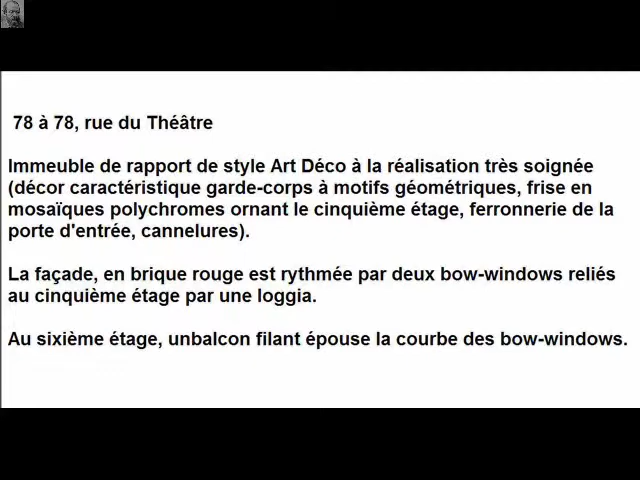 78 à 78, rue du Théâtre
Immeuble de rapport de style Art Déco à la réalisation très soignée
(décor caractéristique garde-corps à motifs géométriques, frise en
mosaïques polychromes ornant le cinquième étage, ferronnerie de la
porte d'entrée, cannelures).
La façade, en brique rouge est rythmée par deux bow-windows reliés
au cinquième étage par une loggia.
Au sixième étage, unbalcon filant épouse la courbe des bow-windows.